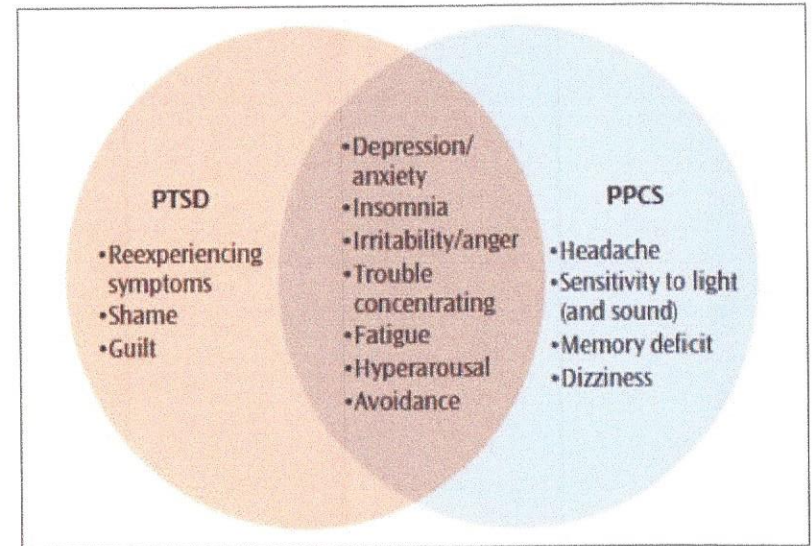 PTSD
•Reexperiencing
symptoms
•Shame
•Guilt
•Depression/
anxiety
•Insomnia
•Irritability/anger
•Trouble
concentrating
•Fatigue
•Hyperarousal
•Avoidance
PPCS
•Headache
•Sensitivity to light
(and sound)
•Memory deficit
•Dizziness